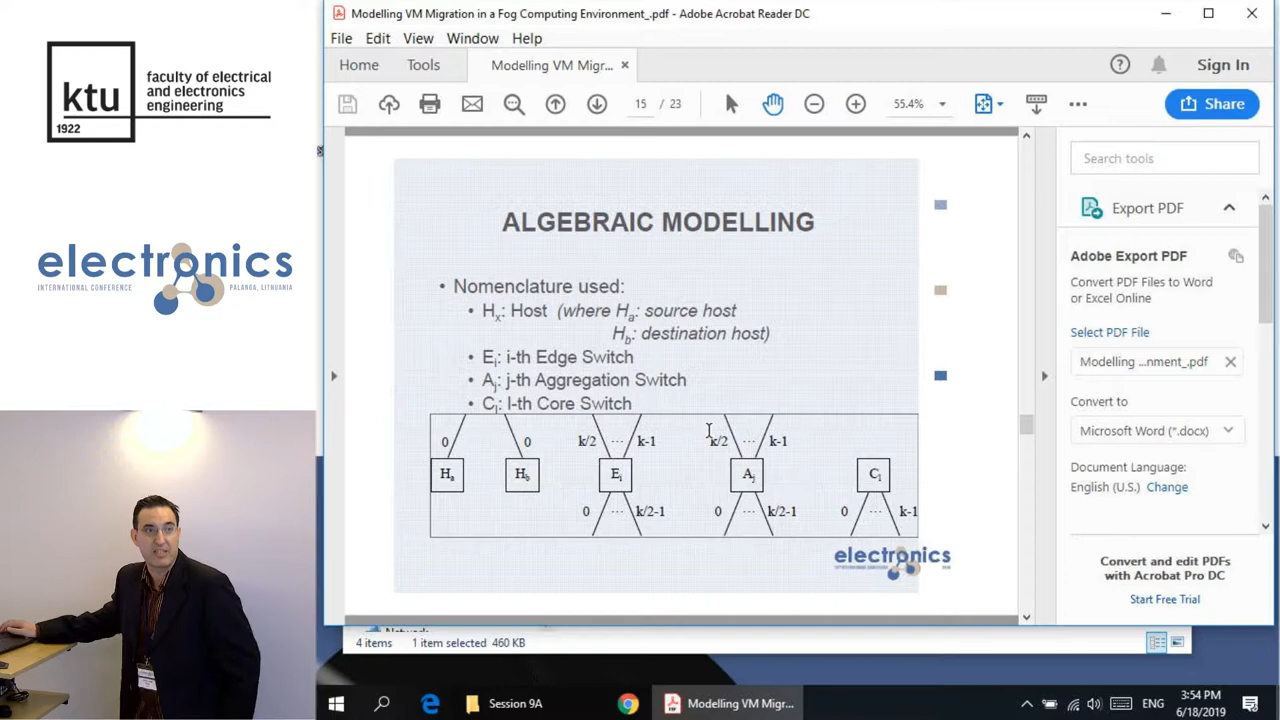 ktu
1922
faculty of electrical
and electronics
engineering
electronics
INTERNATIONAL CONFERENCE
PALANGA, LITHUANIA
Modelling VM Migration in a Fog Computing Environment_.pdf - Adobe Acrobat Reader DC
File Edit View Window Help
Home Tools Modelling VM Migr... × Sign In
15 / 23 55.4% Share
ALGEBRAIC MODELLING
• Nomenclature used:
• Hx: Host (where Ha: source host
Hb: destination host)
• Ei: i-th Edge Switch
• Aj: j-th Aggregation Switch
• Cl: l-th Core Switch
0 0 k/2 ... k-1 k/2 ... k-1
Ha Hb Ei Aj Cl
0 ... k/2-1 0 ... k/2-1 0 ... k-1
electronics
Search tools
Export PDF
Adobe Export PDF
Convert PDF Files to Word
or Excel Online
Select PDF File
Modelling ...nment_.pdf
Convert to
Microsoft Word (*.docx)
Document Language:
English (U.S.) Change
Convert and edit PDFs
with Acrobat Pro DC
Start Free Trial
Network
4 items 1 item selected 460 KB
Session 9A
Modelling VM Migr...
ENG
3:54 PM
6/18/2019